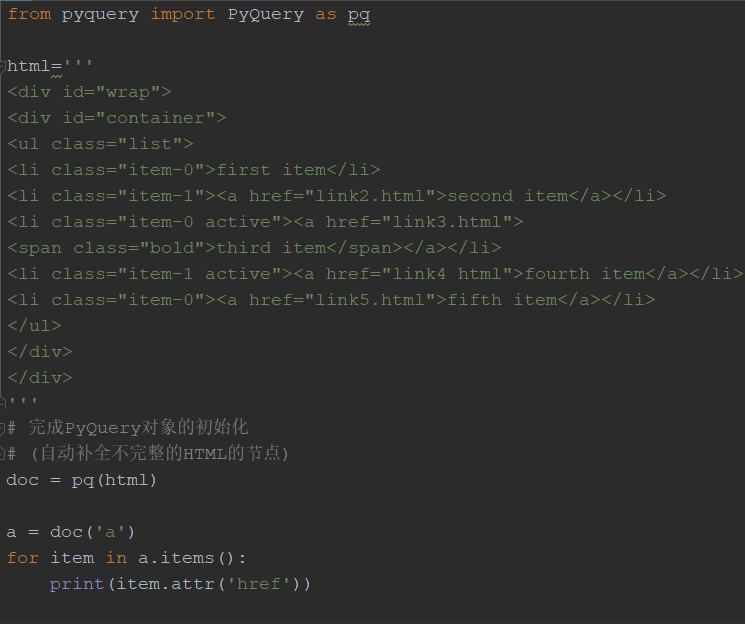 from pyquery import PyQuery as pq
html='''
<div id="wrap">
<div id="container">
<ul class="list">
<li class="item-0">first item</li>
<li class="item-1"><a href="link2.html">second item</a></li>
<li class="item-0 active"><a href="link3.html">
<span class="bold">third item</span></a></li>
<li class="item-1 active"><a href="link4 html">fourth item</a></li>
<li class="item-0"><a href="link5.html">fifth item</a></li>
</ul>
</div>
</div>
'''
# 完成PyQuery对象的初始化
# (自动补全不完整的HTML的节点)
doc = pq(html)
a = doc('a')
for item in a.items():
    print(item.attr('href'))